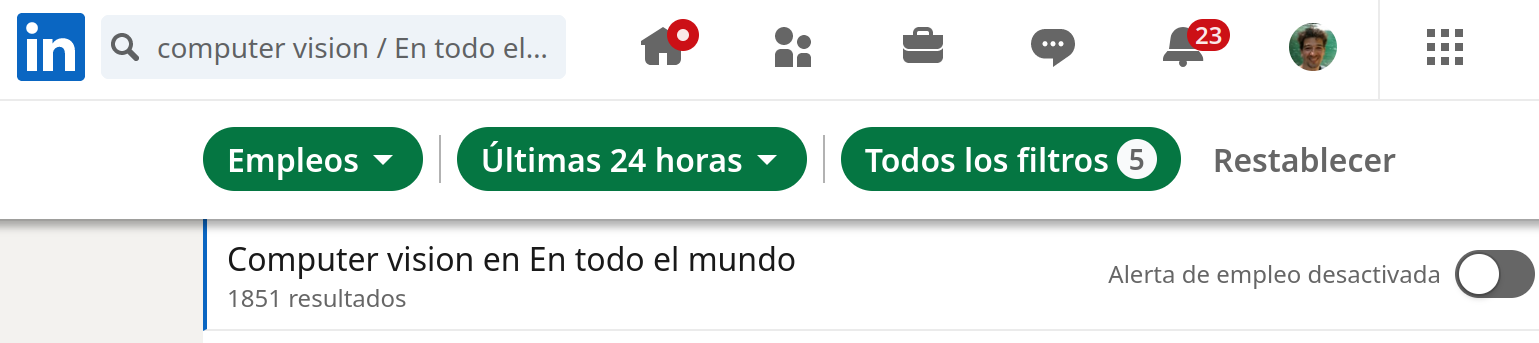 in
computer vision / En todo el...
23
Empleos
Últimas 24 horas
Todos los filtros 5
Restablecer
Computer vision en En todo el mundo
1851 resultados
Alerta de empleo desactivada